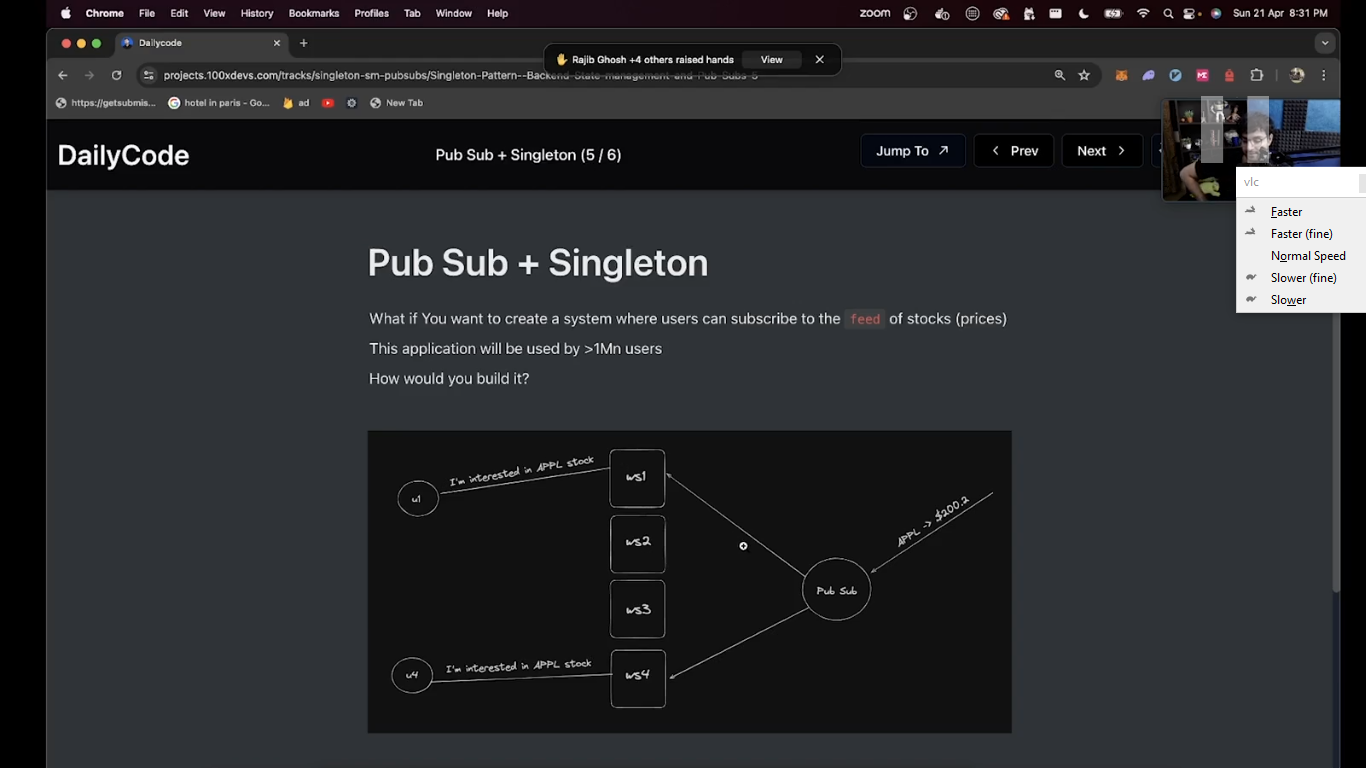 Chrome File Edit View History Bookmarks Profiles Tab Window Help zoom Sun 21 Apr 8:31 PM
Dailycode
Rajib Ghosh +4 others raised hands View
projects.100xdevs.com/tracks/singleton-sm-pubsubs/Singleton-Pattern--Backend-State-management-and-Pub-Subs-5
https://getsubmis... hotel in paris - Go... ad New Tab
DailyCode
Pub Sub + Singleton (5 / 6)
Jump To Prev Next
vlc
Faster
Faster (fine)
Normal Speed
Slower (fine)
Slower
Pub Sub + Singleton
What if You want to create a system where users can subscribe to the feed of stocks (prices)
This application will be used by >1Mn users
How would you build it?
u1
I'm interested in APPL stock
ws1
ws2
ws3
ws4
u4
I'm interested in APPL stock
Pub Sub
APPL -> $200.2